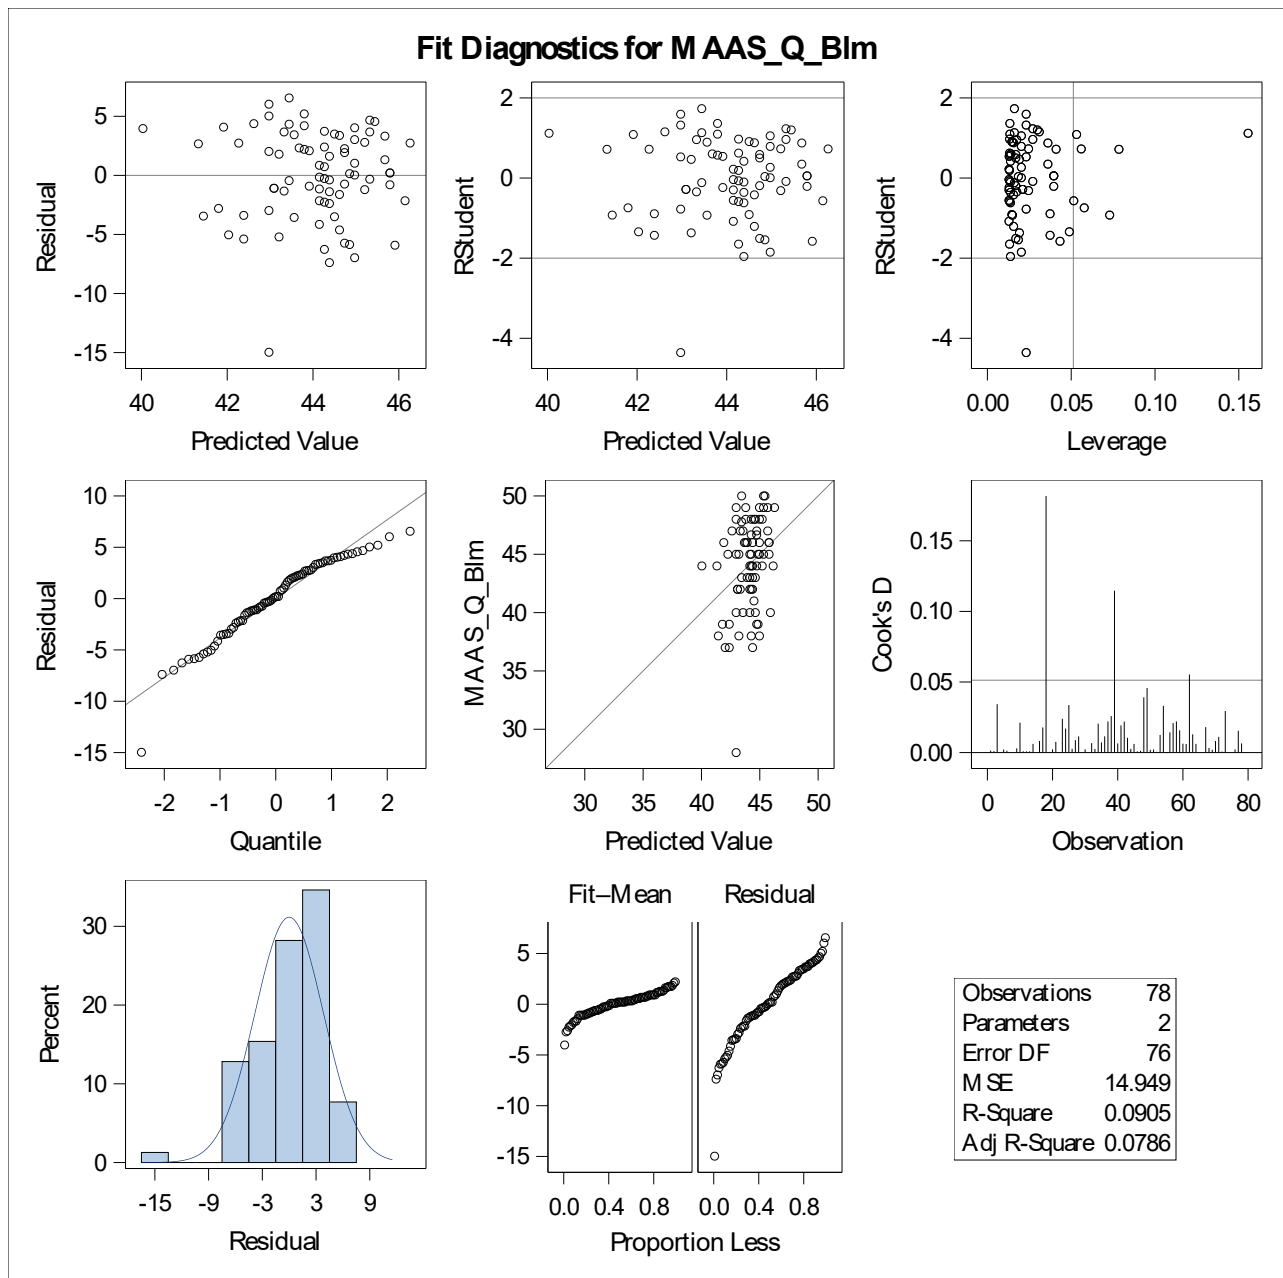 Fit Diagnostics for MAAS_Q_Blm
5
0
-5
-10
-15
Residual
40 42 44 46
Predicted Value
2
0
-2
-4
RStudent
40 42 44 46
Predicted Value
2
0
-2
-4
RStudent
0.00 0.05 0.10 0.15
Leverage
10
5
0
-5
-10
-15
Residual
-2 -1 0 1 2
Quantile
50
45
40
35
30
MAAS_Q_Blm
30 35 40 45 50
Predicted Value
0.15
0.10
0.05
0.00
Cook's D
0 20 40 60 80
Observation
30
20
10
0
Percent
-15 -9 -3 3 9
Residual
Fit–Mean Residual
5
0
-5
-10
-15
0.0 0.4 0.8 0.0 0.4 0.8
Proportion Less
Observations 78
Parameters 2
Error DF 76
MSE 14.949
R-Square 0.0905
Adj R-Square 0.0786